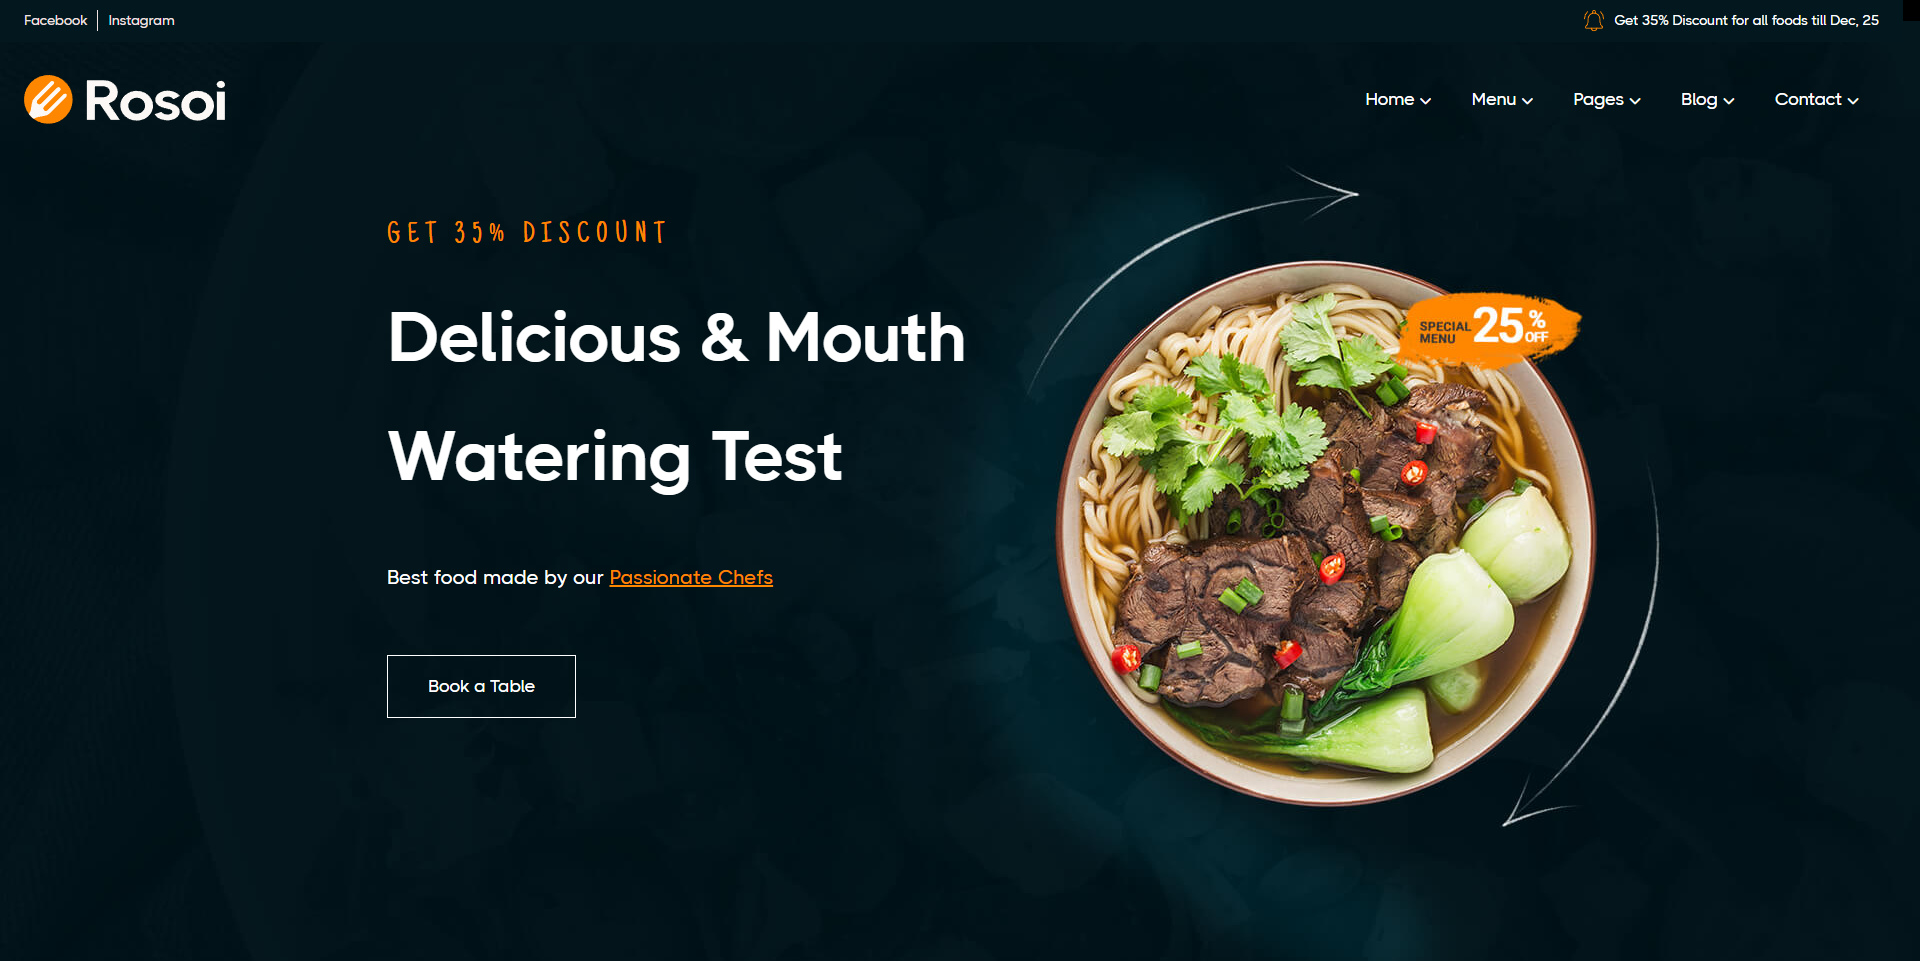 Facebook Instagram
Get 35% Discount for all foods till Dec, 25
Rosoi
Home Menu Pages Blog Contact
GET 35% DISCOUNT
Delicious & Mouth
Watering Test
Best food made by our Passionate Chefs
Book a Table
SPECIAL
MENU
25% OFF